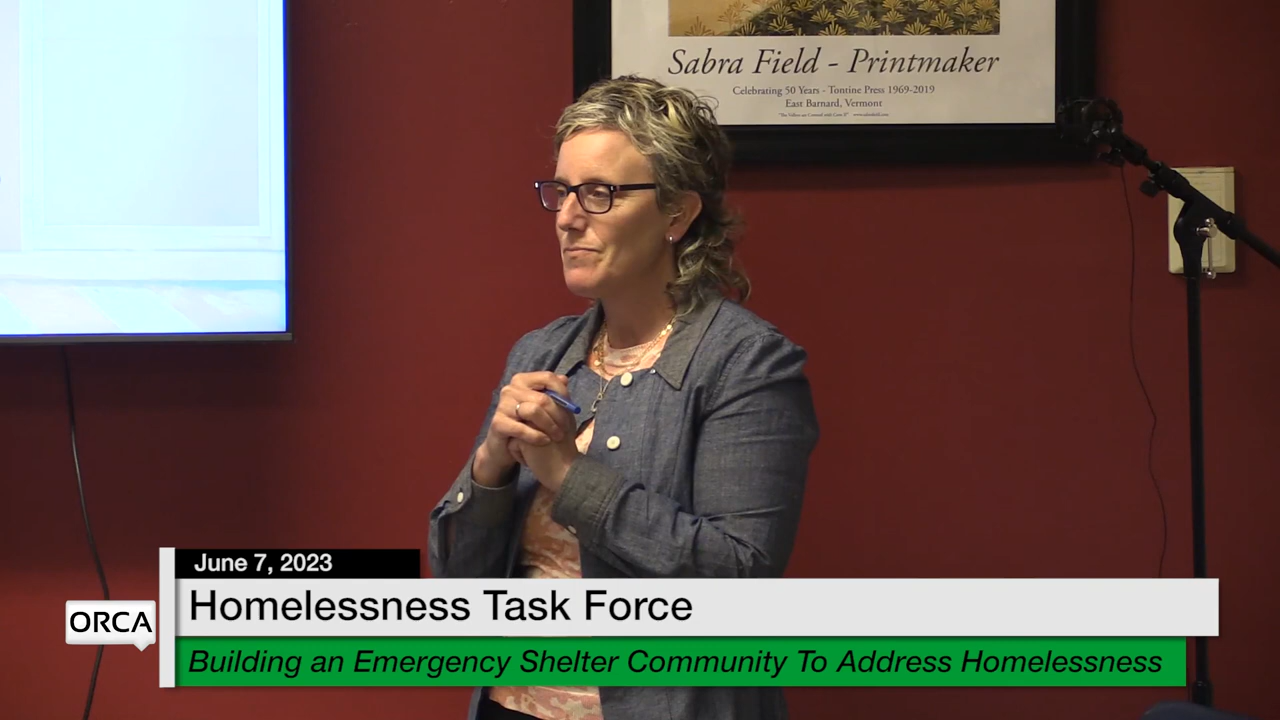 Sabra Field - Printmaker
Celebrating 50 Years - Tontine Press 1969-2019
East Barnard, Vermont
June 7, 2023
Homelessness Task Force
ORCA
Building an Emergency Shelter Community To Address Homelessness